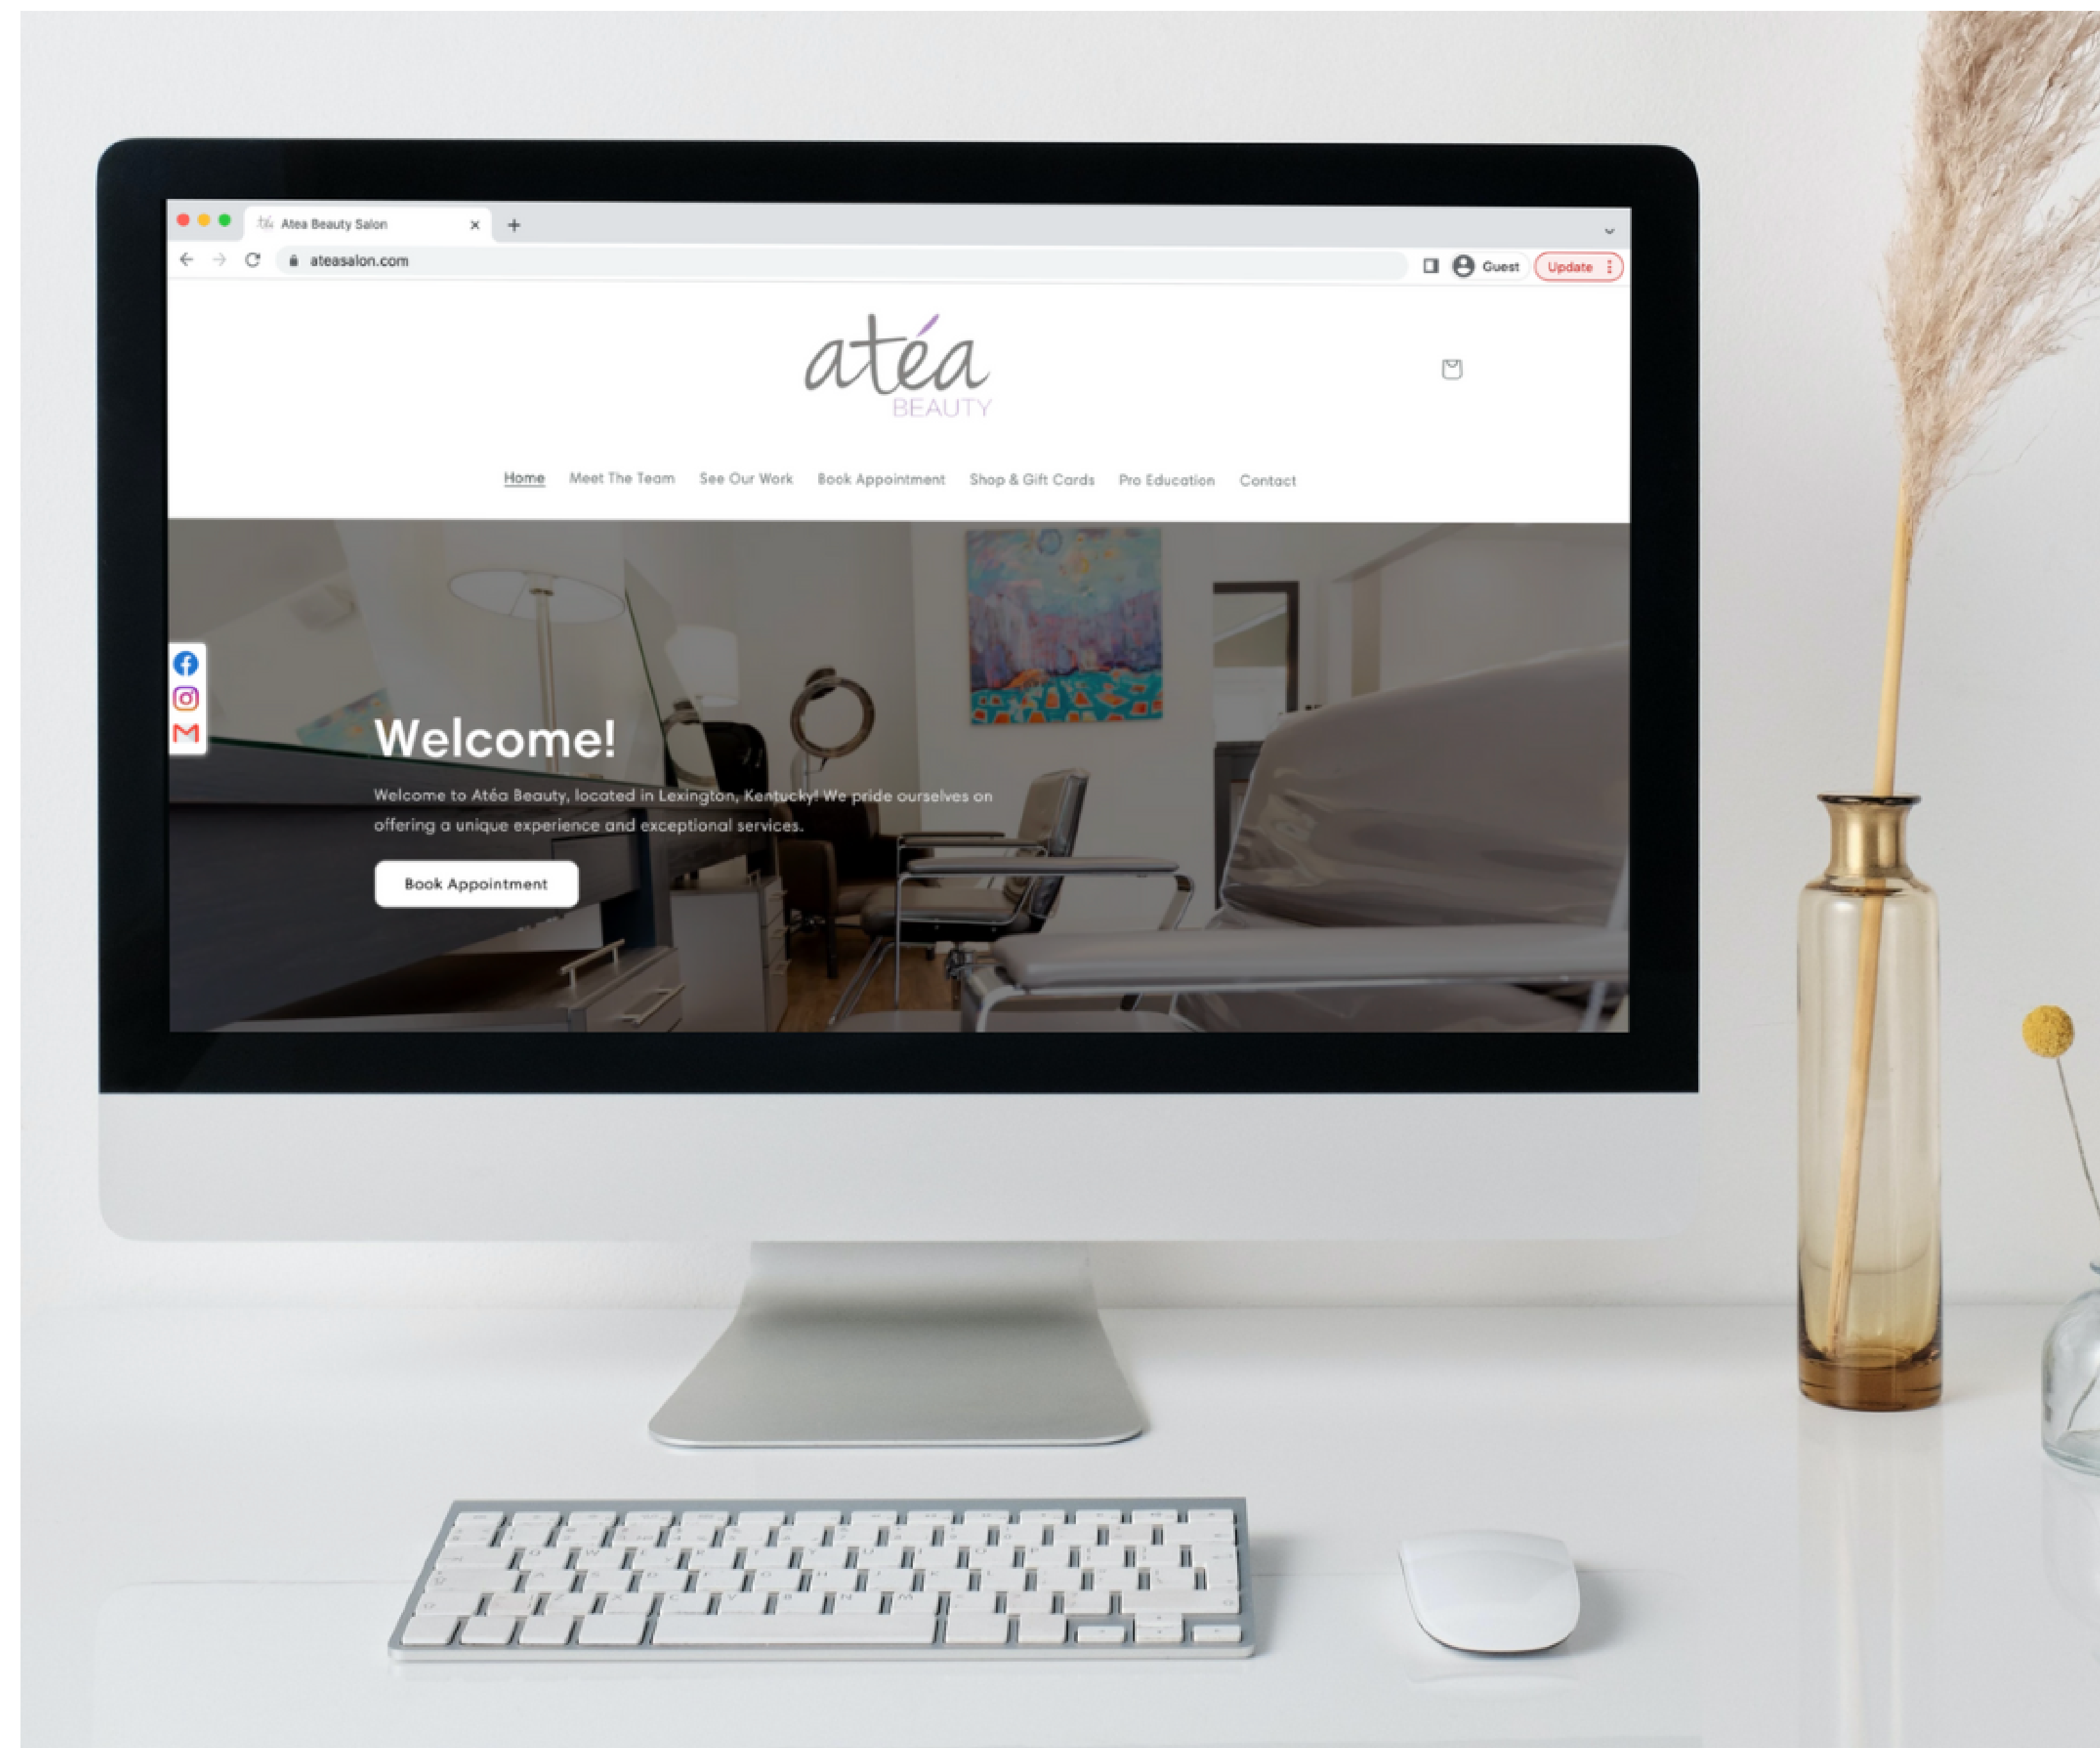 téa Atea Beauty Salon
ateasalon.com
Guest
Update
atéa
BEAUTY
Home Meet The Team See Our Work Book Appointment Shop & Gift Cards Pro Education Contact
Welcome!
Welcome to Atéa Beauty, located in Lexington, Kentucky! We pride ourselves on
offering a unique experience and exceptional services.
Book Appointment